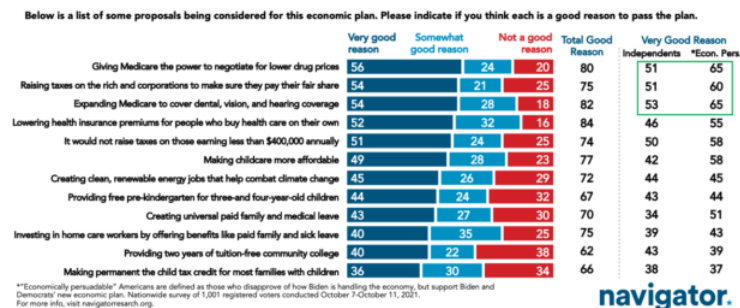 Below is a list of some proposals being considered for this economic plan. Please indicate if you think each is a good reason to pass the plan.
Very good reason Somewhat good reason Not a good reason Total Good Reason Very Good Reason
Independents *Econ. Pers
Giving Medicare the power to negotiate for lower drug prices 56 24 20 80 51 65
Raising taxes on the rich and corporations to make sure they pay their fair share 54 21 25 75 51 60
Expanding Medicare to cover dental, vision, and hearing coverage 54 28 18 82 53 65
Lowering health insurance premiums for people who buy health care on their own 52 32 16 84 46 55
It would not raise taxes on those earning less than $400,000 annually 51 24 25 74 50 58
Making childcare more affordable 49 28 23 77 42 58
Creating clean, renewable energy jobs that help combat climate change 45 26 29 72 44 45
Providing free pre-kindergarten for three-and four-year-old children 44 24 32 67 43 44
Creating universal paid family and medical leave 43 27 30 70 34 51
Investing in home care workers by offering benefits like paid family and sick leave 40 35 25 75 39 43
Providing two years of tuition-free community college 40 22 38 62 43 39
Making permanent the child tax credit for most families with children 36 30 34 66 38 37
*"Economically persuadable" Americans are defined as those who disapprove of how Biden is handling the economy, but support Biden and
Democrats' new economic plan. Nationwide survey of 1,001 registered voters conducted October 7-October 11, 2021.
For more info, visit navigatorresarch.org.
navigator.